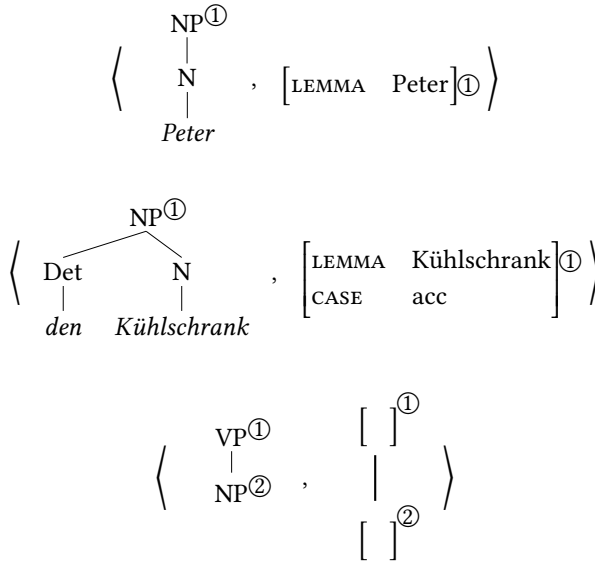 NP①
N
Peter
, [LEMMA Peter]①
NP①
Det N
den Kühlschrank
, [LEMMA Kühlschrank
CASE acc]①
VP① [ ]①
NP② , [ ]②